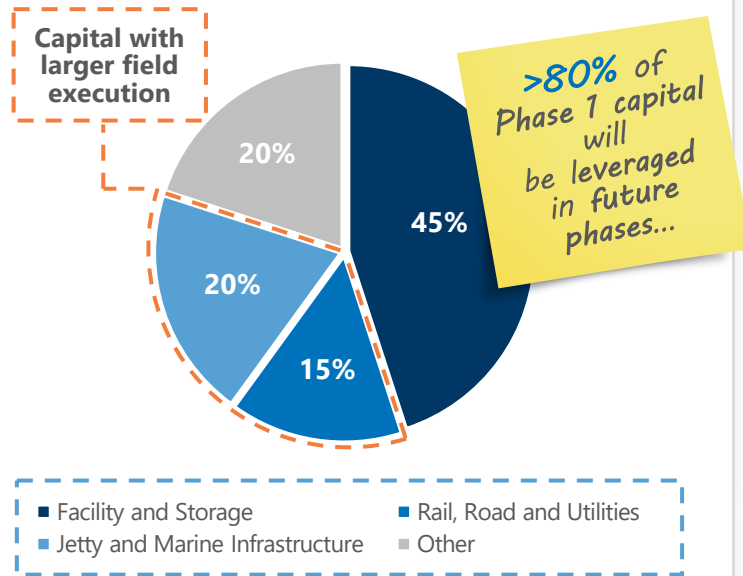 Capital with
larger field
execution
>80% of
Phase 1 capital
will
be leveraged
in future
phases...
20%
45%
20%
15%
Facility and Storage
Rail, Road and Utilities
Jetty and Marine Infrastructure
Other